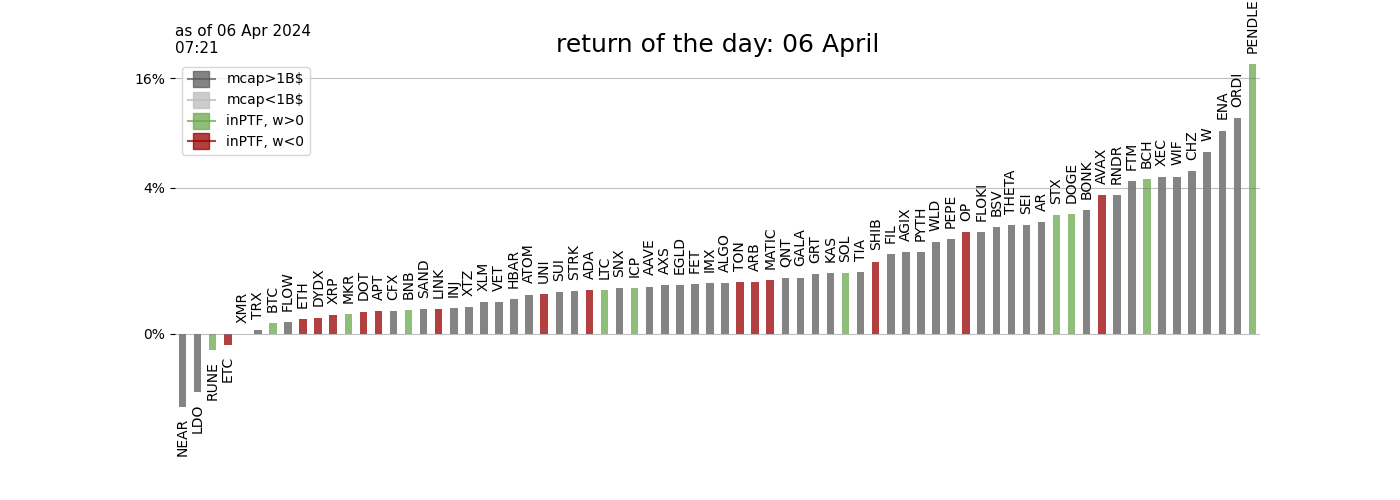 as of 06 Apr 2024
07:21
return of the day: 06 April
mcap>1B$
mcap<1B$
inPTF, w>0
inPTF, w<0
16%
4%
0%
NEAR
LDO
RUNE
ETC
XMR
TRX
BTC
FLOW
ETH
DYDX
XRP
MKR
DOT
APT
CFX
BNB
SAND
LINK
INJ
XTZ
XLM
VET
HBAR
ATOM
UNI
SUI
STRK
ADA
LTC
SNX
ICP
AAVE
AXS
EGLD
FET
IMX
ALGO
TON
ARB
MATIC
QNT
GALA
GRT
KAS
SOL
TIA
SHIB
FIL
AGIX
PYTH
WLD
PEPE
OP
FLOKI
BSV
THETA
SEI
AR
STX
DOGE
BONK
AVAX
RNDR
FTM
BCH
XEC
WIF
CHZ
W
ENA
ORDI
PENDLE